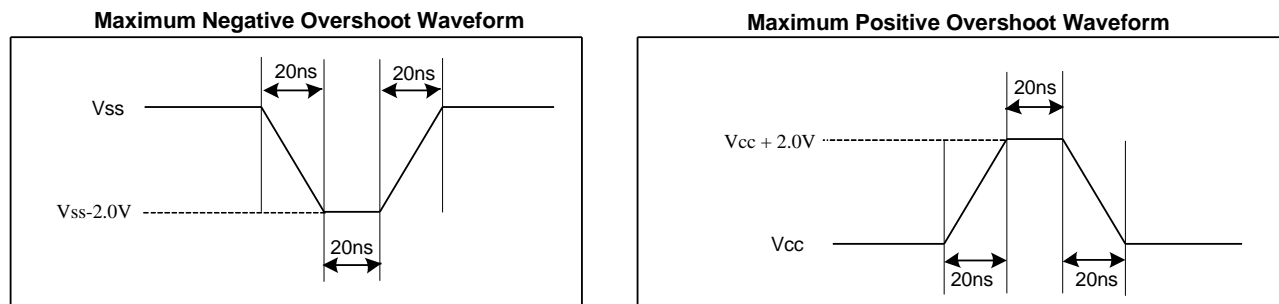 Maximum Negative Overshoot Waveform
20ns
20ns
Vss
Vss-2.0V
20ns
Maximum Positive Overshoot Waveform
20ns
Vcc + 2.0V
Vcc
20ns
20ns